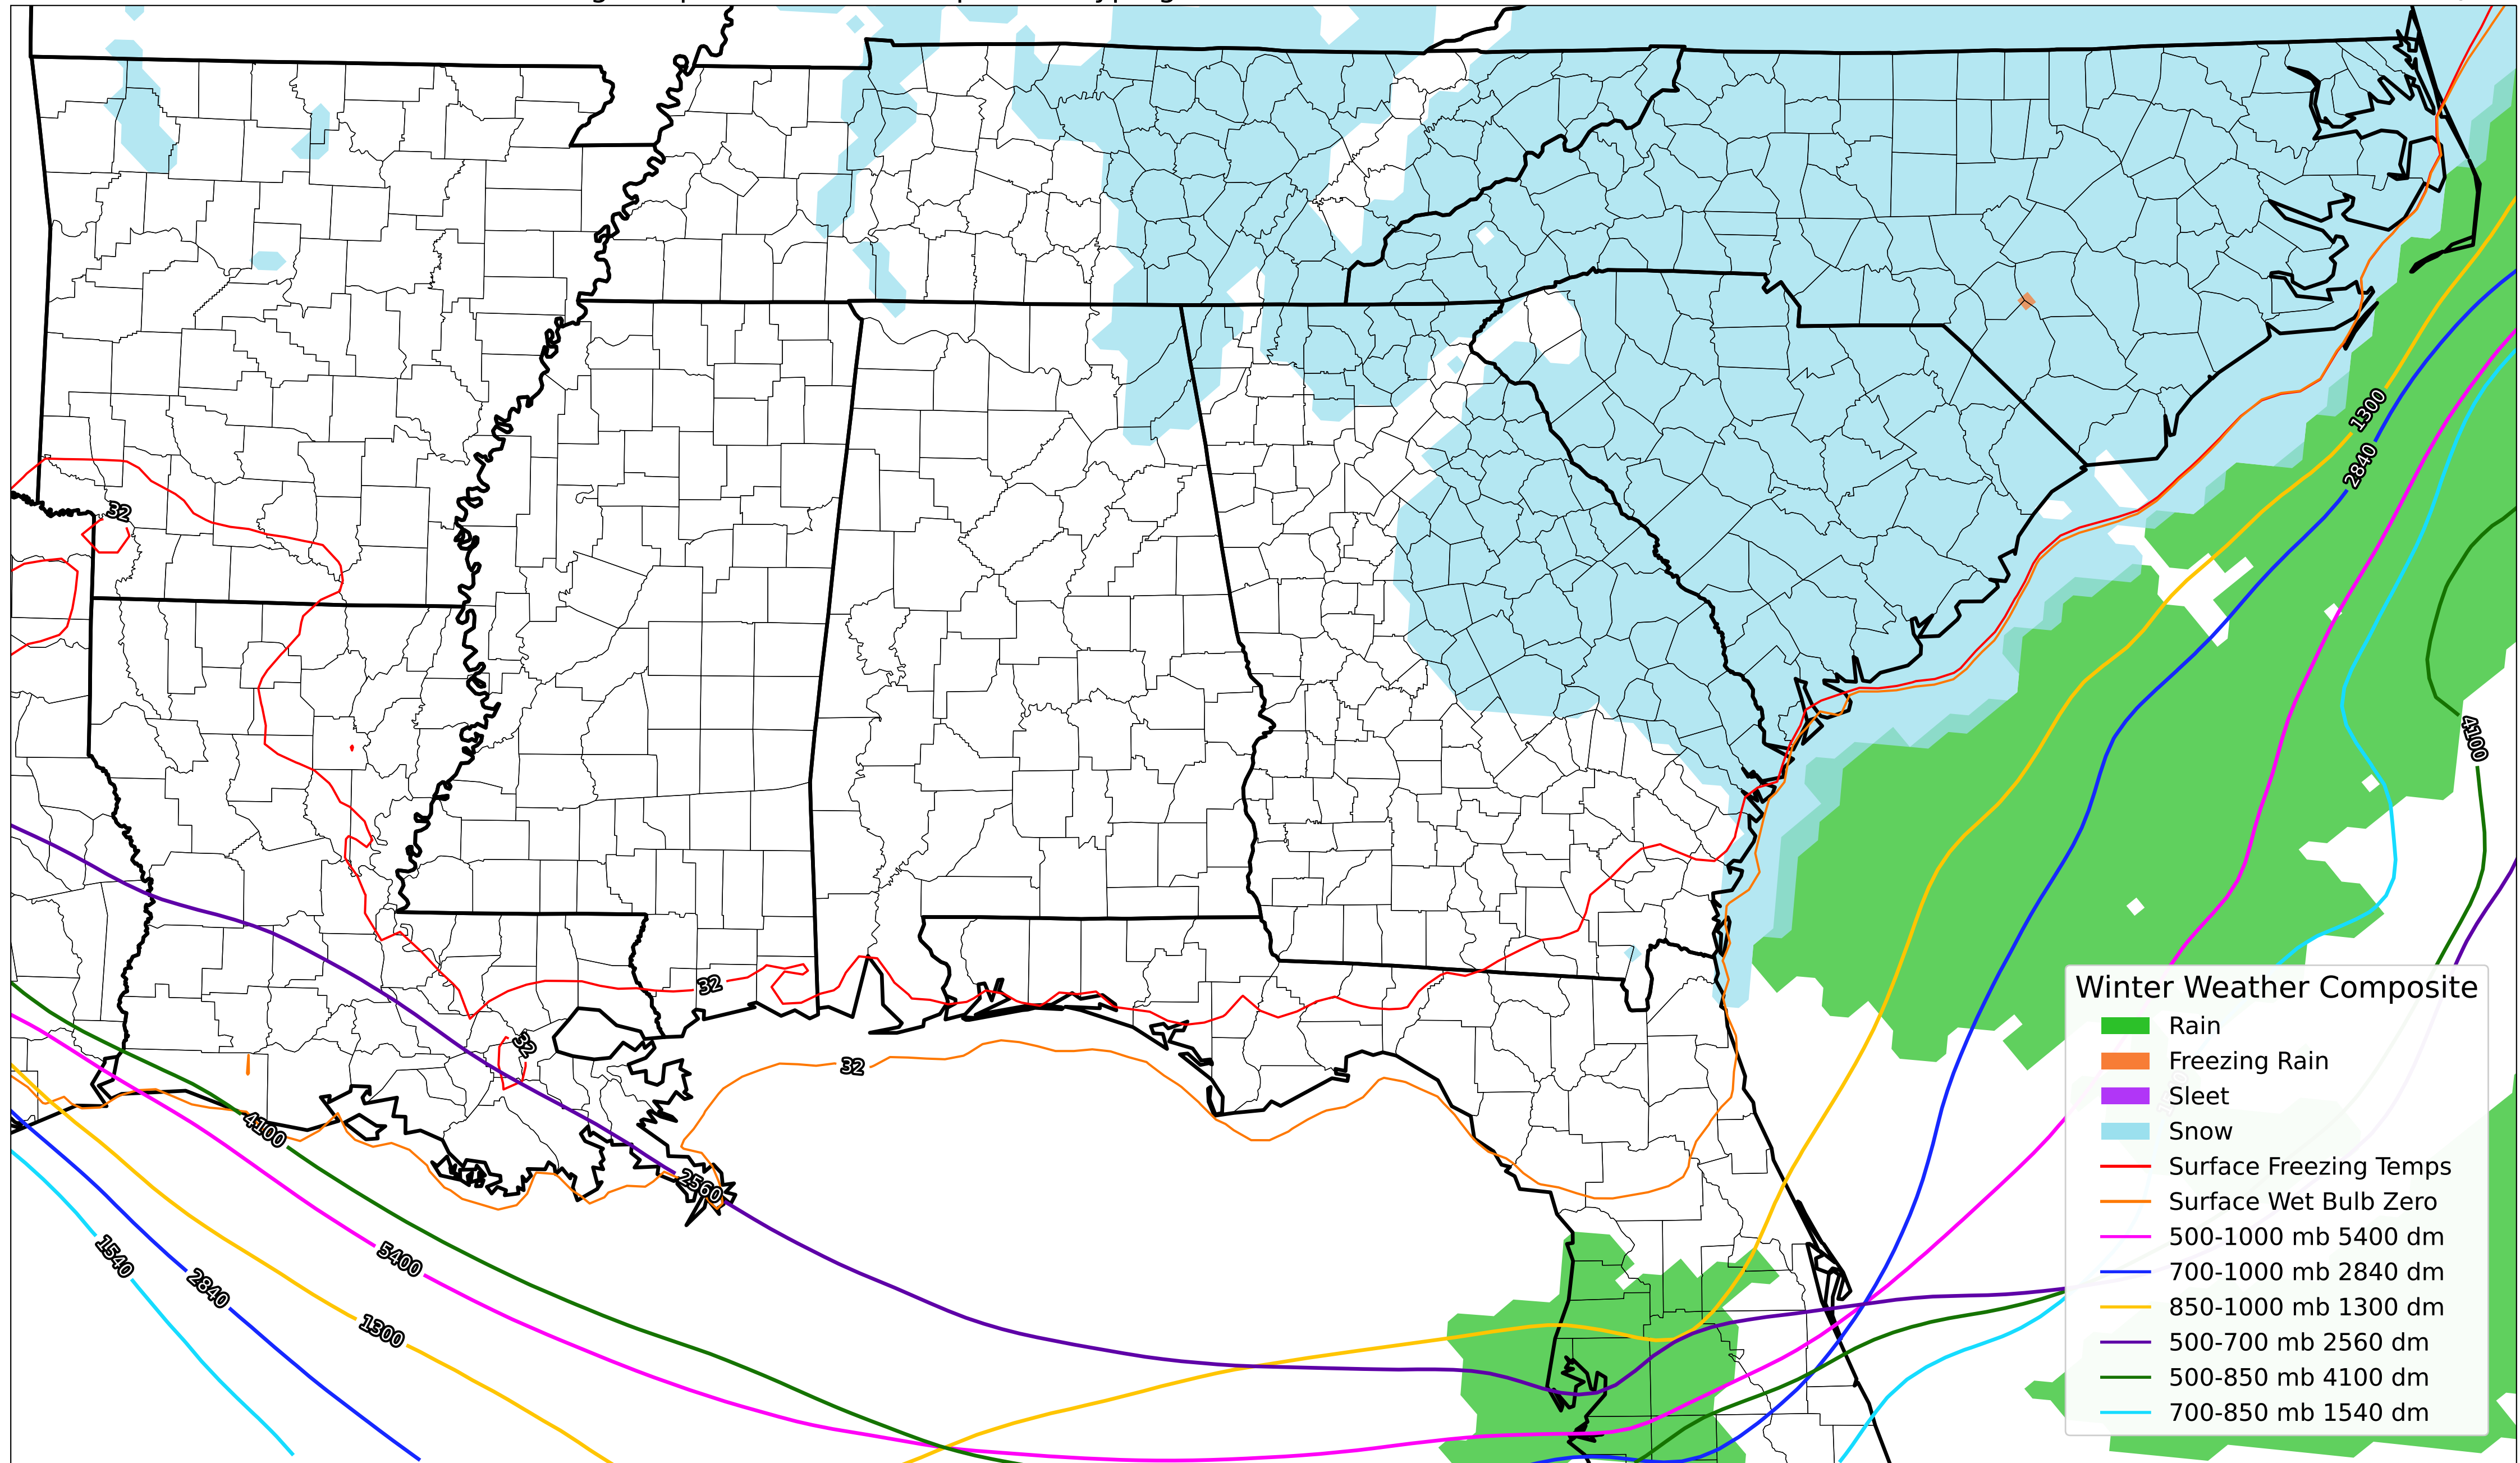 1300
2840
32
4100
32
32
32
4100
2560
1540
2840
5400
1300
Winter Weather Composite
Rain
Freezing Rain
Sleet
Snow
Surface Freezing Temps
Surface Wet Bulb Zero
500-1000 mb 5400 dm
700-1000 mb 2840 dm
850-1000 mb 1300 dm
500-700 mb 2560 dm
500-850 mb 4100 dm
700-850 mb 1540 dm